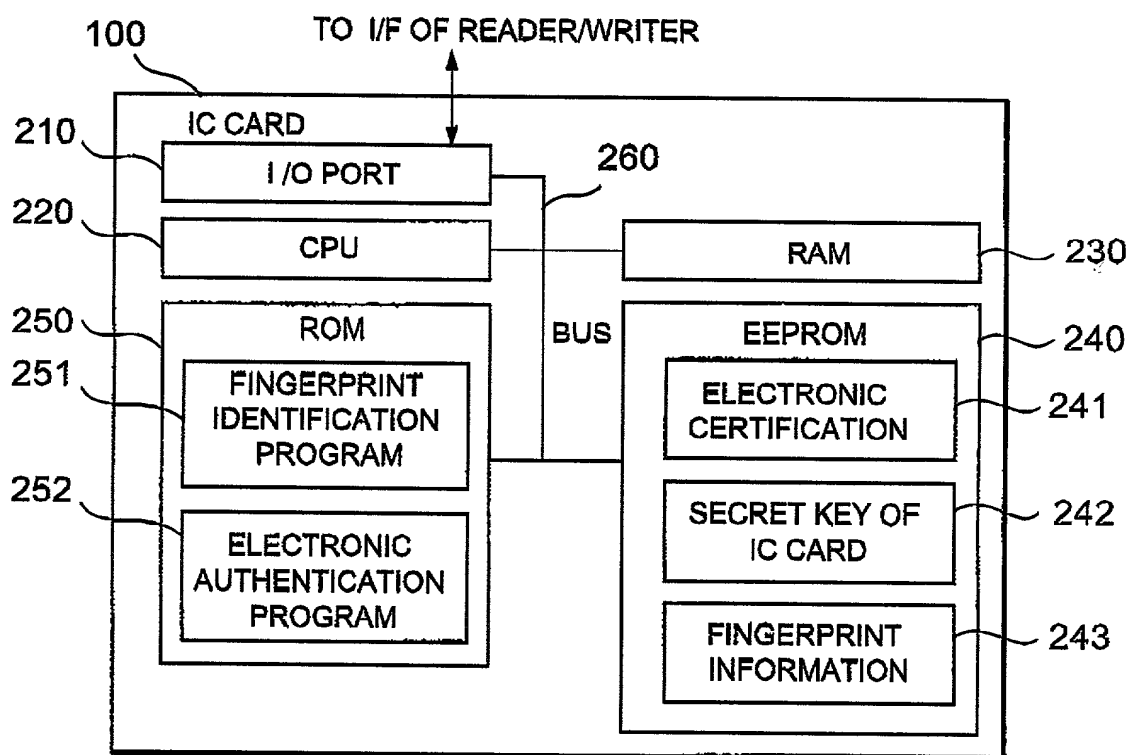 TO I/F OF READER/WRITER
100
IC CARD
210
I/O PORT
260
220
CPU
RAM
230
250
ROM
BUS
EEPROM
240
251
FINGERPRINT
IDENTIFICATION
PROGRAM
ELECTRONIC
CERTIFICATION
241
252
ELECTRONIC
AUTHENTICATION
PROGRAM
SECRET KEY OF
IC CARD
242
FINGERPRINT
INFORMATION
243